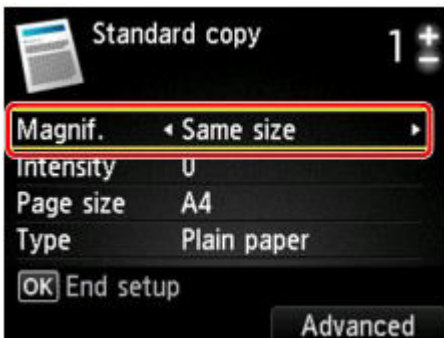 Standard copy 1 + -
Magnif. Same size
Intensity 0
Page size A4
Type Plain paper
OK End setup
Advanced